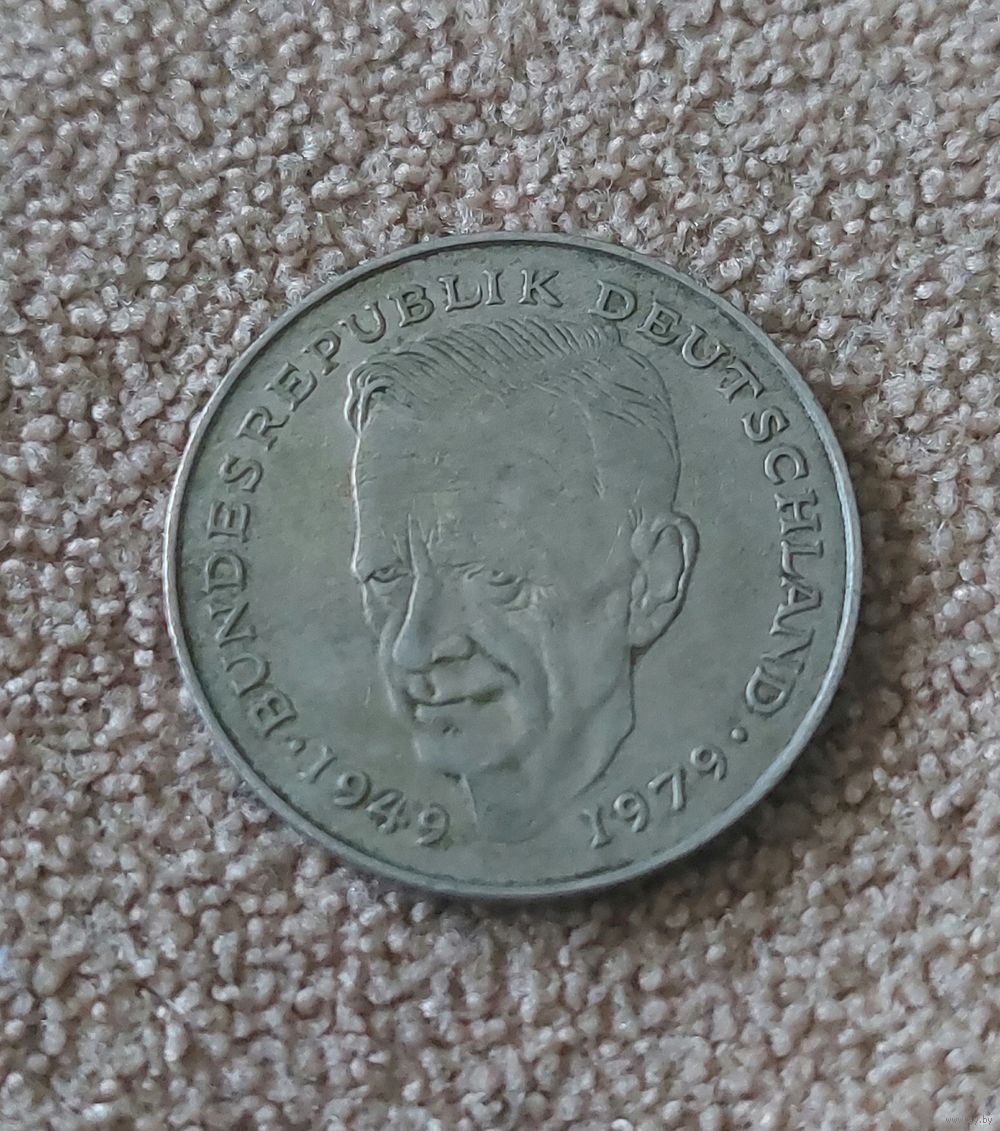 BUNDESREPUBLIK DEUTSCHLAND
1949 1979